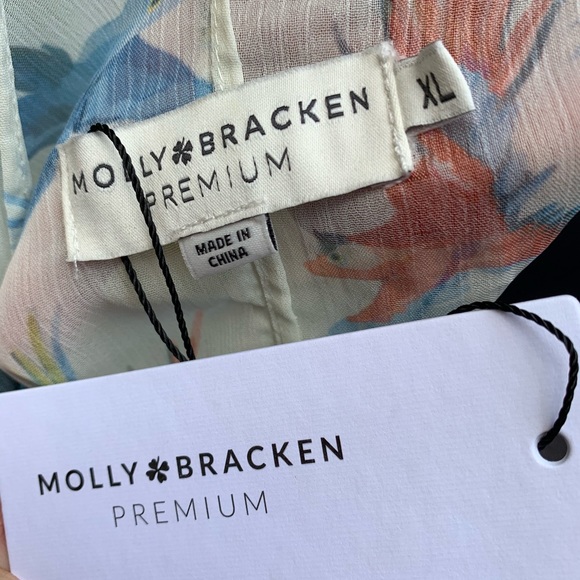 MOLLY BRACKEN
PREMIUM
XL
MADE IN
CHINA
MOLLY BRACKEN
PREMIUM